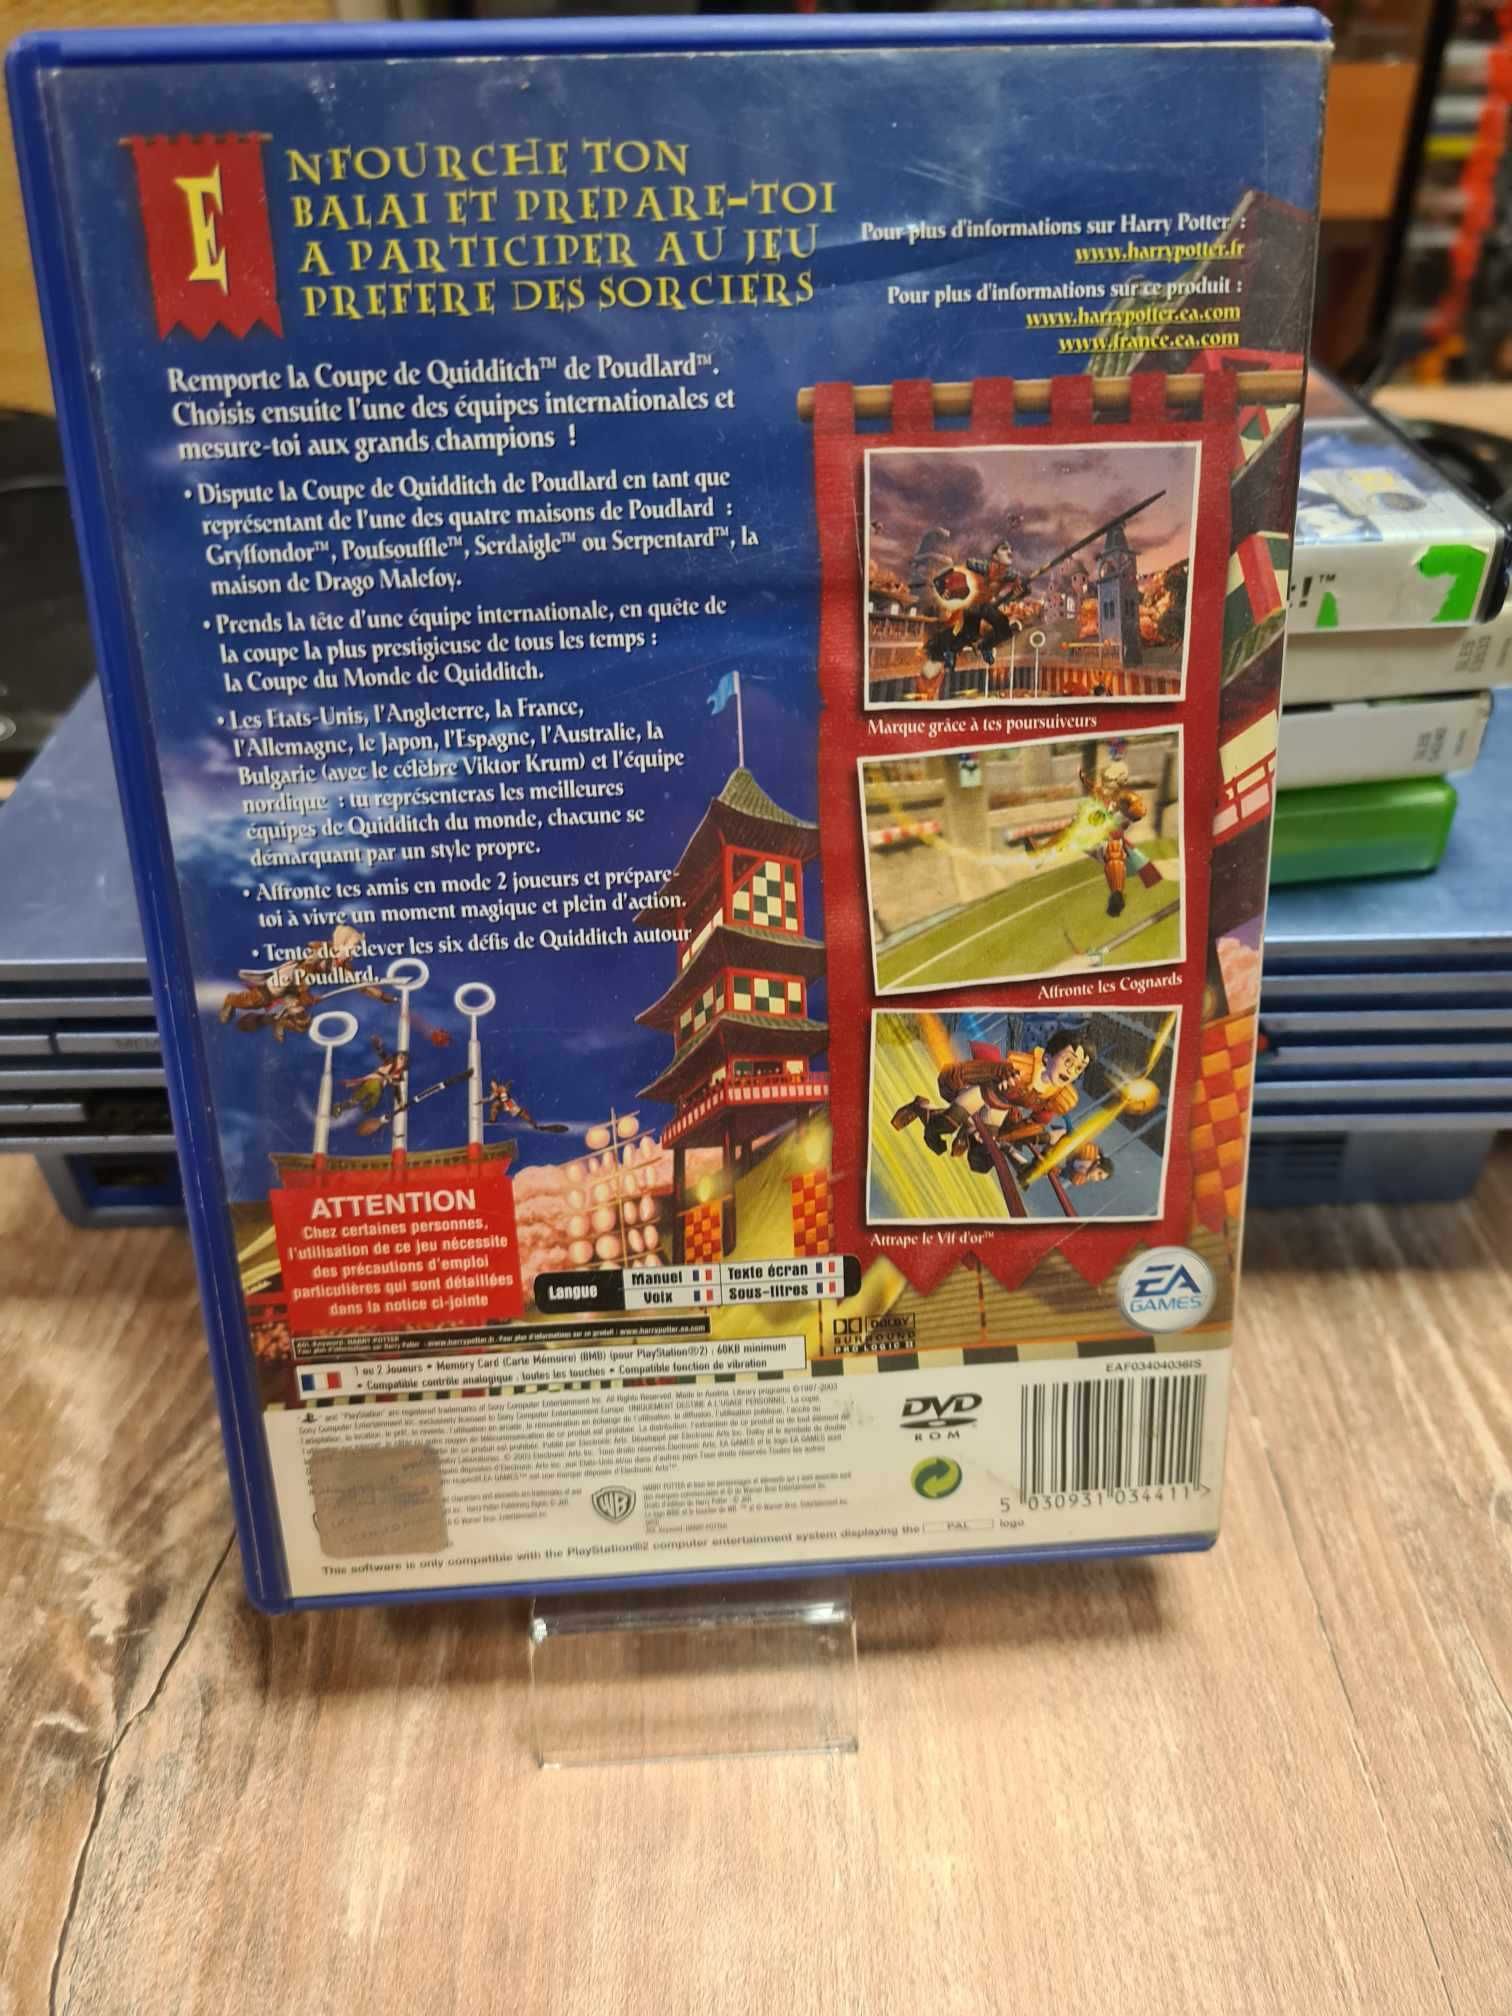 E
NFOURCHE TON
BALAI ET PREPARE-TOI
A PARTICIPER AU JEU
PREFERE DES SORCIERS
Pour plus d'informations sur Harry Potter :
www.harrypotter.fr
Pour plus d'informations sur ce produit :
www.harrypotter.ea.com
www.france.ea.com
Remporte la Coupe de Quidditch™ de Poudlard™.
Choisis ensuite l'une des équipes internationales et
mesure-toi aux grands champions !
• Dispute la Coupe de Quidditch de Poudlard en tant que
représentant de l'une des quatre maisons de Poudlard :
Gryffondor™, Poufsouffle™, Serdaigle™ ou Serpentard™, la
maison de Drago Malefoy.
• Prends la tête d'une équipe internationale, en quête de
la coupe la plus prestigieuse de tous les temps :
la Coupe du Monde de Quidditch.
• Les Etats-Unis, l'Angleterre, la France,
l'Allemagne, le Japon, l'Espagne, l'Australie, la
Bulgarie (avec le célèbre Viktor Krum) et l'équipe
nordique : tu représenteras les meilleures
équipes de Quidditch du monde, chacune se
démarquant par un style propre.
• Affronte tes amis en mode 2 joueurs et prépare-
toi à vivre un moment magique et plein d'action.
• Tente de relever les six défis de Quidditch autour
de Poudlard.
Marque grâce à tes poursuiveurs
Affronte les Cognards
Attrape le Vif d'or™
ATTENTION
Chez certaines personnes,
l'utilisation de ce jeu nécessite
des précautions d'emploi
particulières qui sont détaillées
dans la notice ci-jointe
Langue
Manuel
Texte écran
Voix
Sous-titres
EA
GAMES
DOLBY
SURROUND
PRO LOGIC II
1 ou 2 Joueurs • Memory Card (Carte Mémoire) (8MB) (pour PlayStation®2) : 60KB minimum
• Compatible contrôle analogique : toutes les touches • Compatible fonction de vibration
EAF03404036IS
DVD
ROM
5 030931 034411 >
WB
This software is only compatible with the PlayStation®2 computer entertainment system displaying the PAL logo.